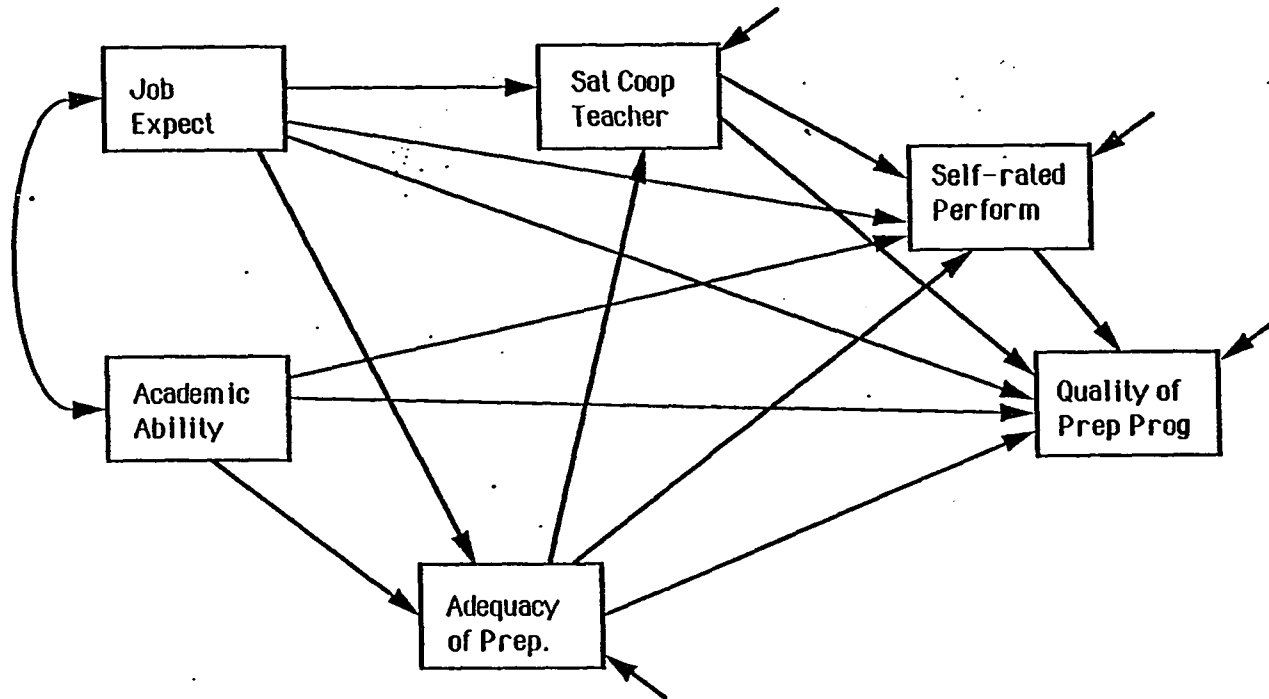 Job
Expect
Sat Coop
Teacher
Self-rated
Perform
Academic
Ability
Quality of
Prep Prog
Adequacy
of Prep.